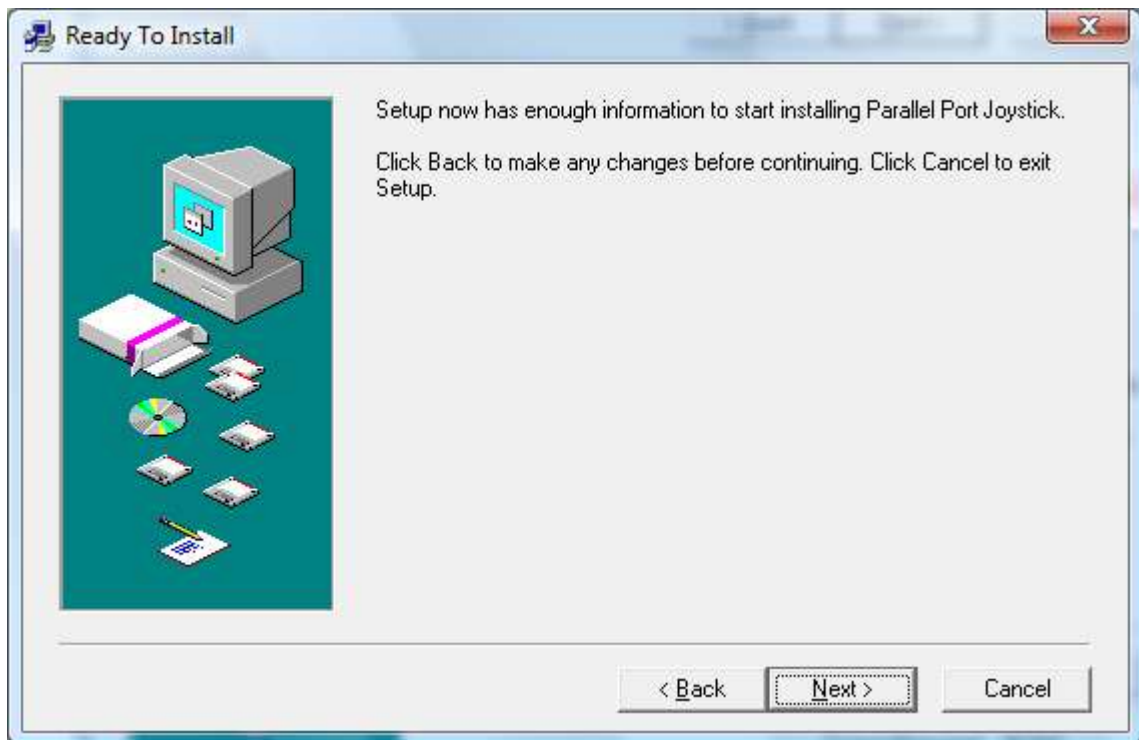 Ready To Install
Setup now has enough information to start installing Parallel Port Joystick.
Click Back to make any changes before continuing. Click Cancel to exit
Setup.
< Back
Next >
Cancel